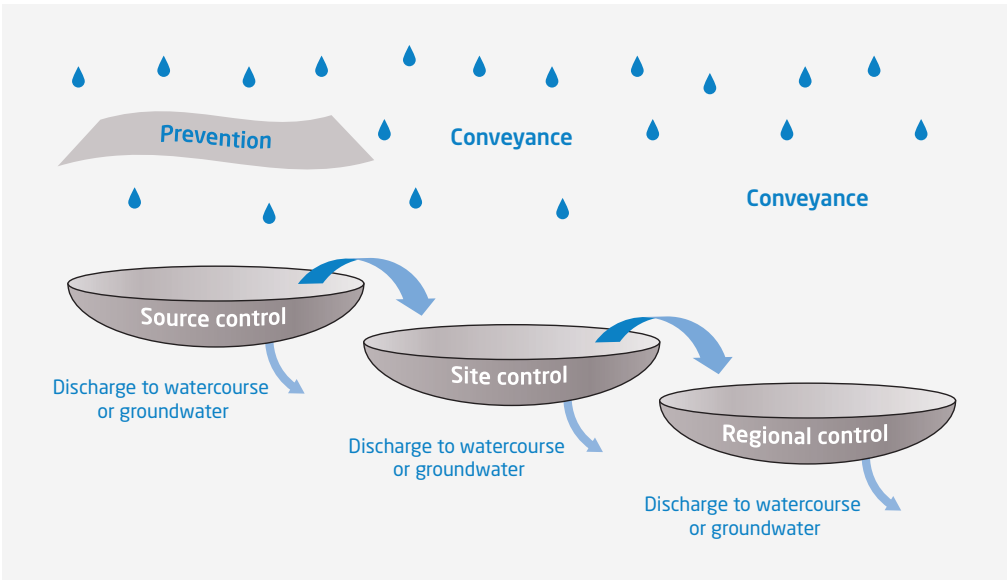 Prevention
Conveyance
Conveyance
Source control
Discharge to watercourse
or groundwater
Site control
Discharge to watercourse
or groundwater
Regional control
Discharge to watercourse
or groundwater